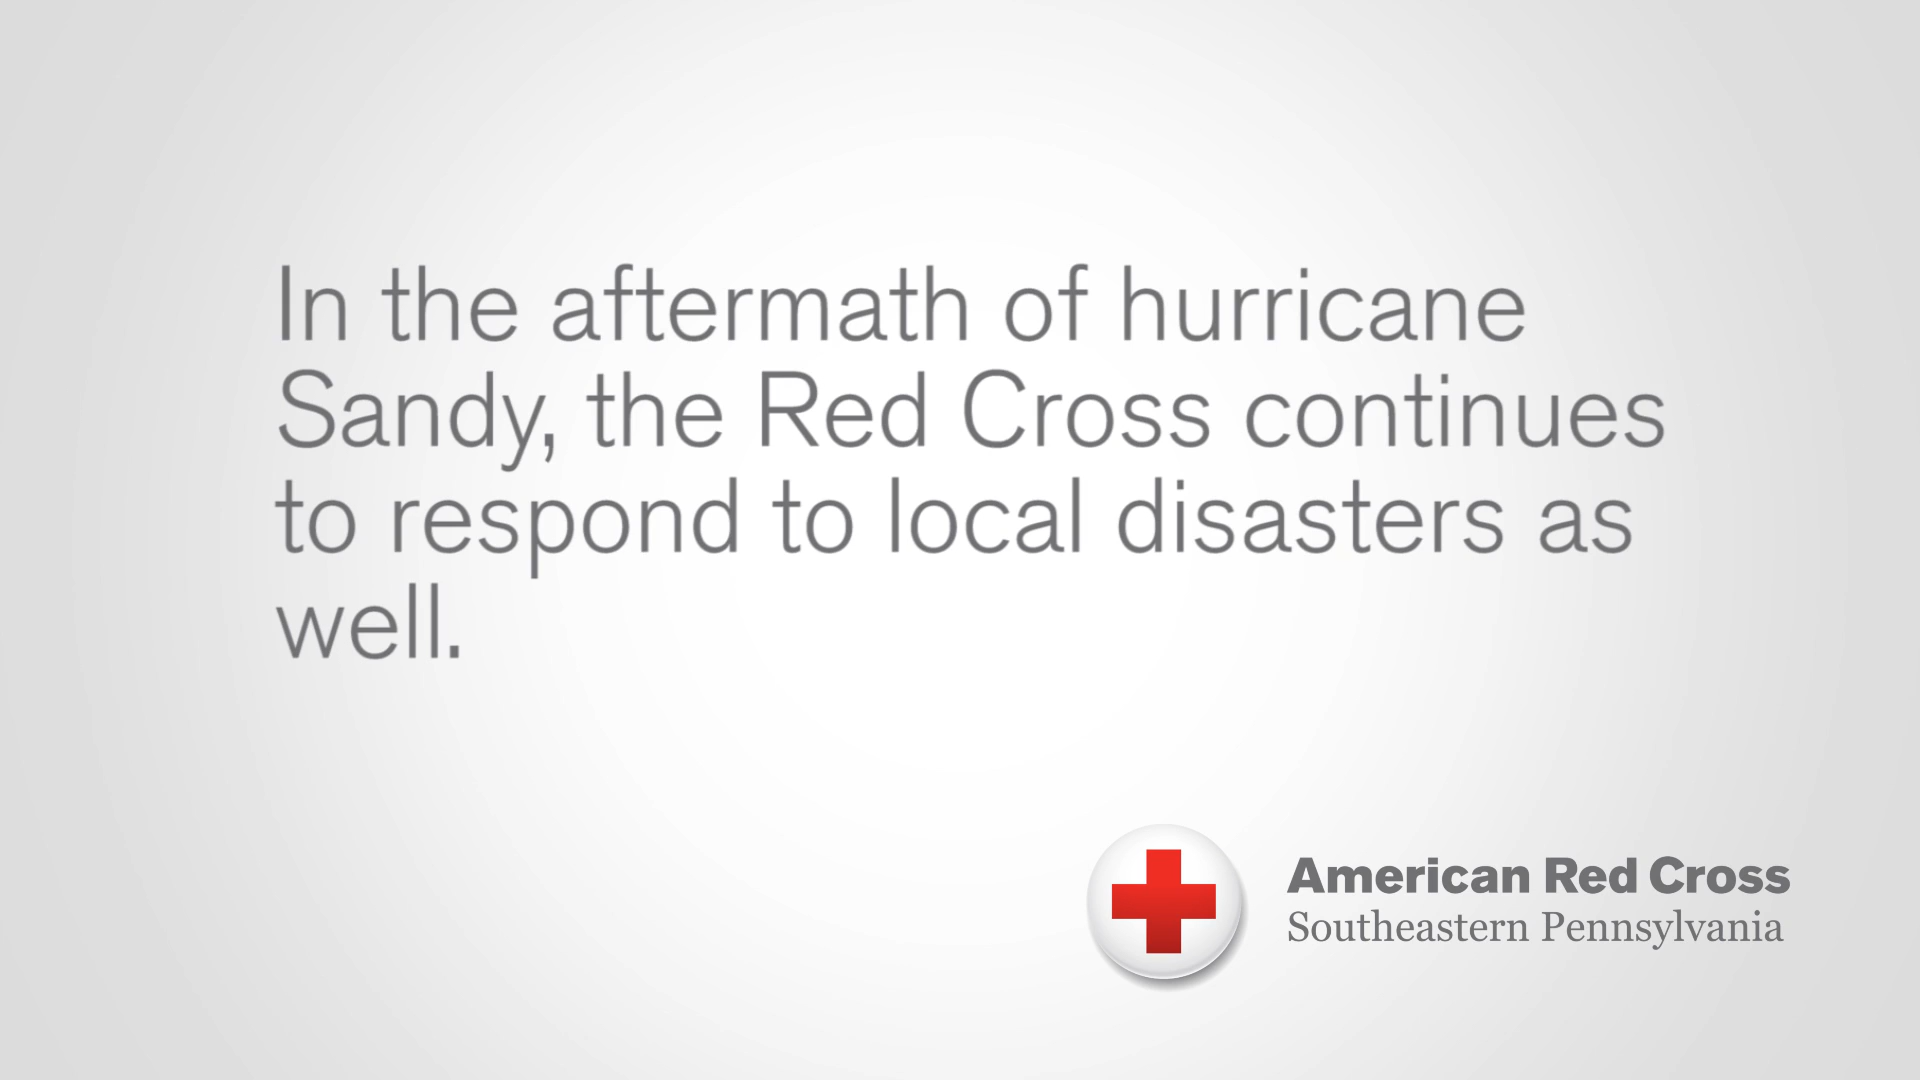 In the aftermath of hurricane
Sandy, the Red Cross continues
to respond to local disasters as
well.
American Red Cross
Southeastern Pennsylvania